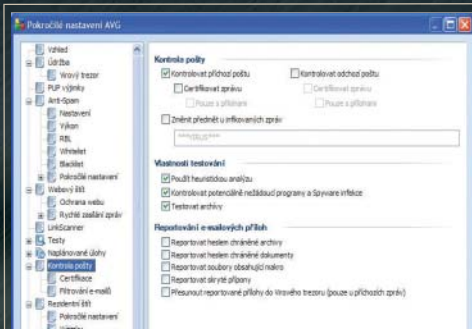 Pokročilé nastavení AVG
Vzhled
Údržba
Virový trezor
PUP výjimky
Anti-Spam
Nastavení
Výkon
RBL
Whitelist
Blacklist
Pokročilé nastavení
Webový štít
Ochrana webu
Rychlé zasílání zpráv
LinkScanner
Testy
Naplánované úlohy
Kontrola pošty
Certifikace
Filtrování e-mailů
Rezidentní štít
Pokročilé nastavení
Výjimky
Kontrola pošty
Kontrolovat příchozí poštu
Kontrolovat odchozí poštu
Certifikovat zprávu
Certifikovat zprávu
Pouze s přílohami
Pouze s přílohami
Změnit předmět u infikovaných zpráv
***VIRUS***
Vlastnosti testování
Použít heuristickou analýzu
Kontrolovat potenciálně nežádoucí programy a Spyware infekce
Testovat archivy
Reportování e-mailových příloh
Reportovat heslem chráněné archivy
Reportovat heslem chráněné dokumenty
Reportovat soubory obsahující makro
Reportovat skryté přípony
Přesunout reportované přílohy do Virového trezoru (pouze u příchozích zpráv)